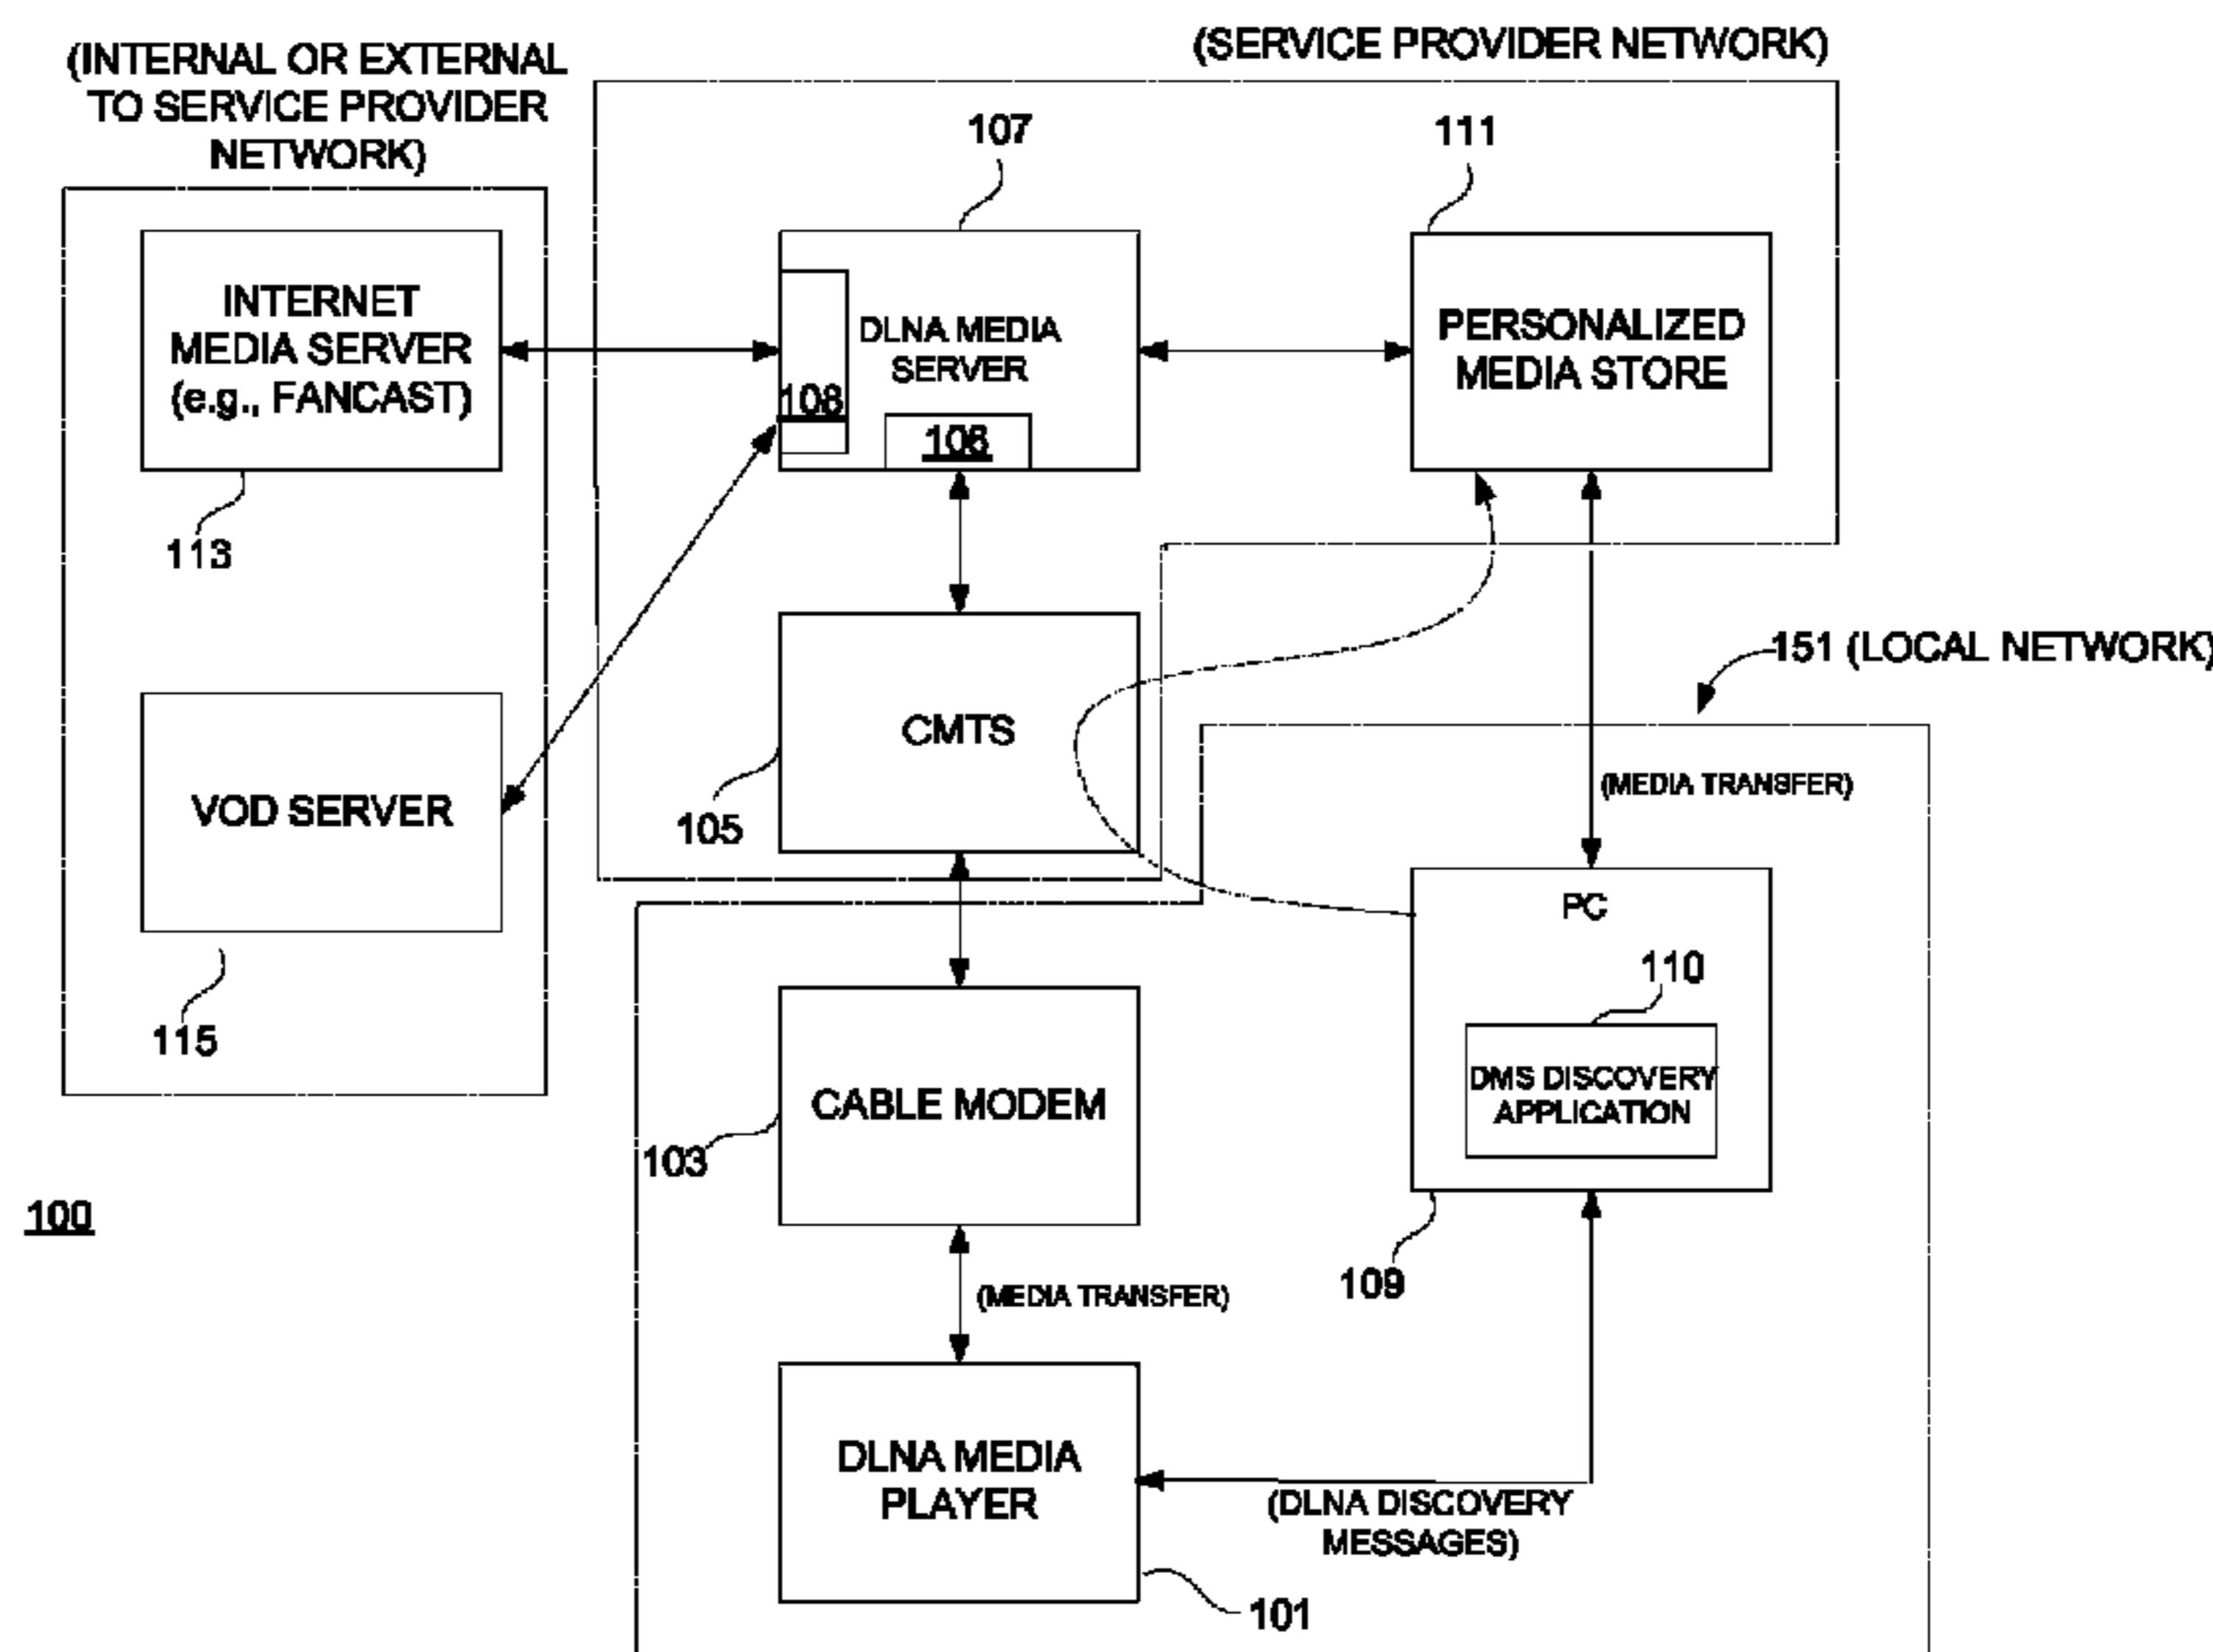 (INTERNAL OR EXTERNAL
TO SERVICE PROVIDER
NETWORK)
(SERVICE PROVIDER NETWORK)
107
111
INTERNET
MEDIA SERVER
(e.g., FANCAST)
DLNA MEDIA
SERVER
108
106
PERSONALIZED
MEDIA STORE
113
151 (LOCAL NETWORK)
CMTS
105
VOD SERVER
115
(MEDIA TRANSFER)
PC
110
DMS DISCOVERY
APPLICATION
109
CABLE MODEM
103
100
(MEDIA TRANSFER)
DLNA MEDIA
PLAYER
(DLNA DISCOVERY
MESSAGES)
101